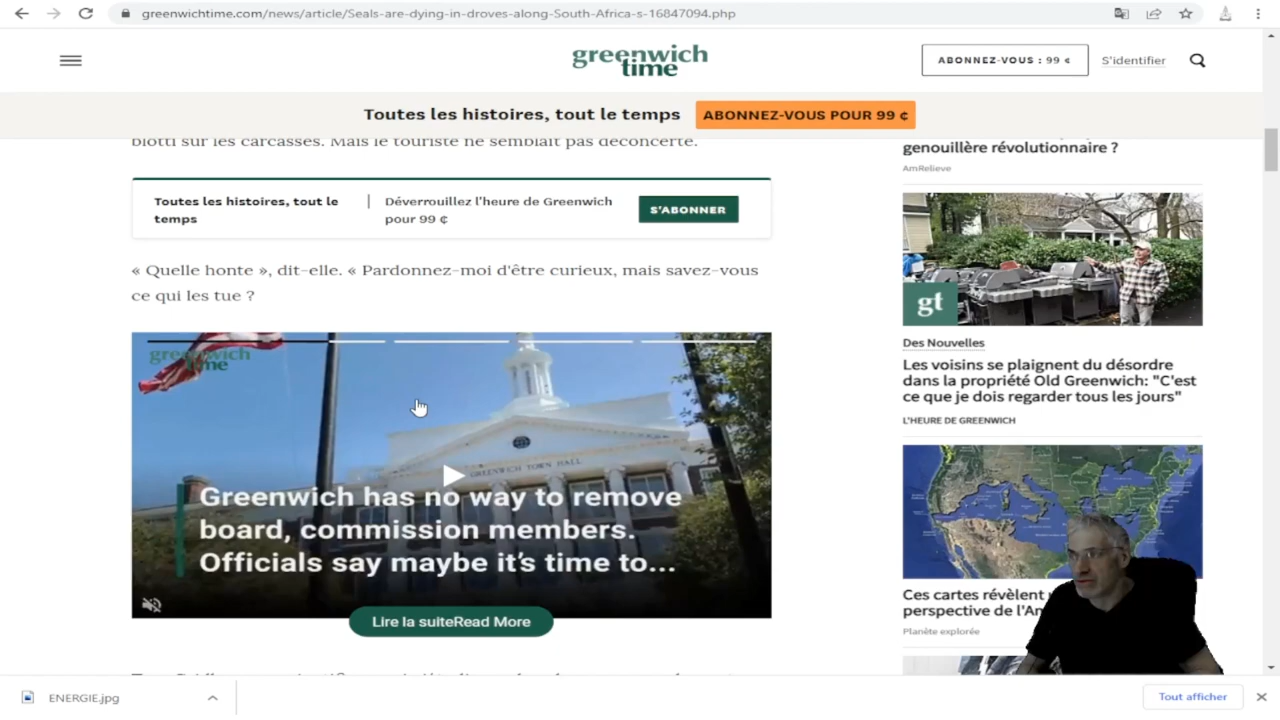 greenwichtime.com/news/article/Seals-are-dying-in-droves-along-South-Africa-s-16847094.php
greenwich
time
ABONNEZ-VOUS : 99 ¢
S'identifier
Toutes les histoires, tout le temps
ABONNEZ-VOUS POUR 99 ¢
blotti sur les carcasses. Mais le touriste ne semblait pas déconcerté.
Toutes les histoires, tout le
temps
Déverrouillez l'heure de Greenwich
pour 99 ¢
S'ABONNER
« Quelle honte », dit-elle. « Pardonnez-moi d'être curieux, mais savez-vous
ce qui les tue ?
greenwich
time
GREENWICH TOWN HALL
Greenwich has no way to remove
board, commission members.
Officials say maybe it's time to...
Lire la suiteRead More
genouillère révolutionnaire ?
AmRelieve
gt
Des Nouvelles
Les voisins se plaignent du désordre
dans la propriété Old Greenwich: "C'est
ce que je dois regarder tous les jours"
L'HEURE DE GREENWICH
Ces cartes révèlent
perspective de
Planète explorée
ENERGIE.jpg
Tout afficher